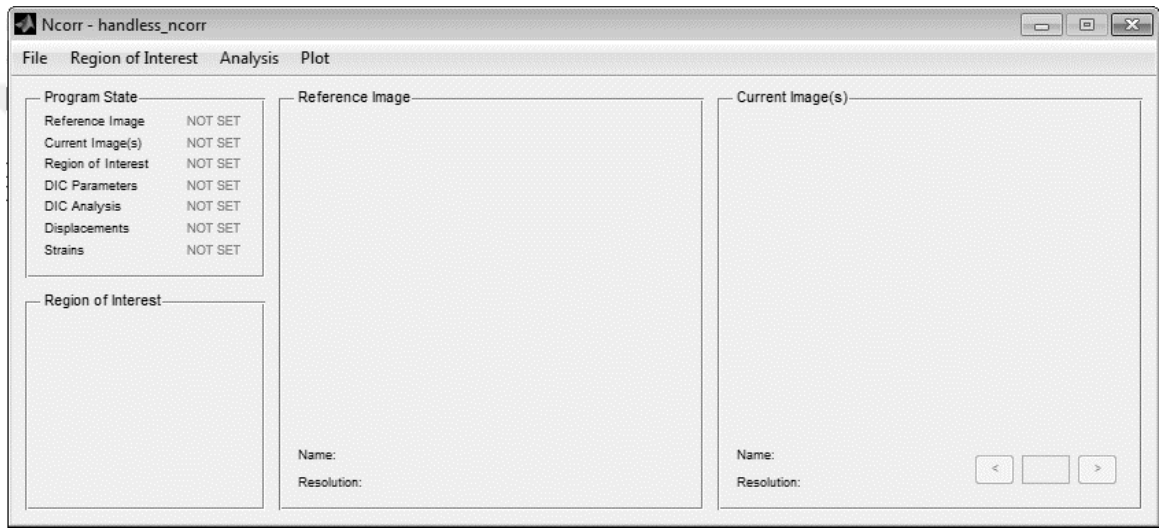 Ncorr - handless_ncorr
File Region of Interest Analysis Plot
Program State
Reference Image NOT SET
Current Image(s) NOT SET
Region of Interest NOT SET
DIC Parameters NOT SET
DIC Analysis NOT SET
Displacements NOT SET
Strains NOT SET
Region of Interest
Reference Image
Name:
Resolution:
Current Image(s)
Name:
Resolution:
< >